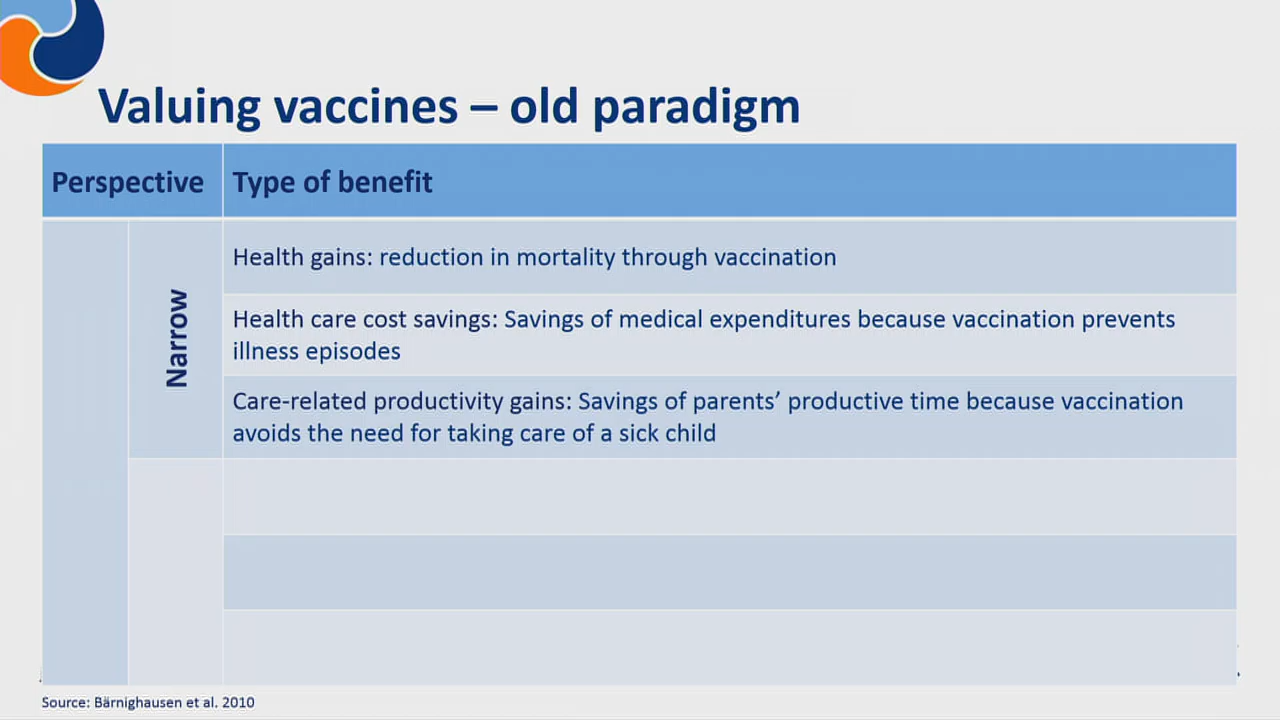 Valuing vaccines – old paradigm
Perspective
Type of benefit
Narrow
Health gains: reduction in mortality through vaccination
Health care cost savings: Savings of medical expenditures because vaccination prevents
illness episodes
Care-related productivity gains: Savings of parents’ productive time because vaccination
avoids the need for taking care of a sick child
Source: Bärnighausen et al. 2010